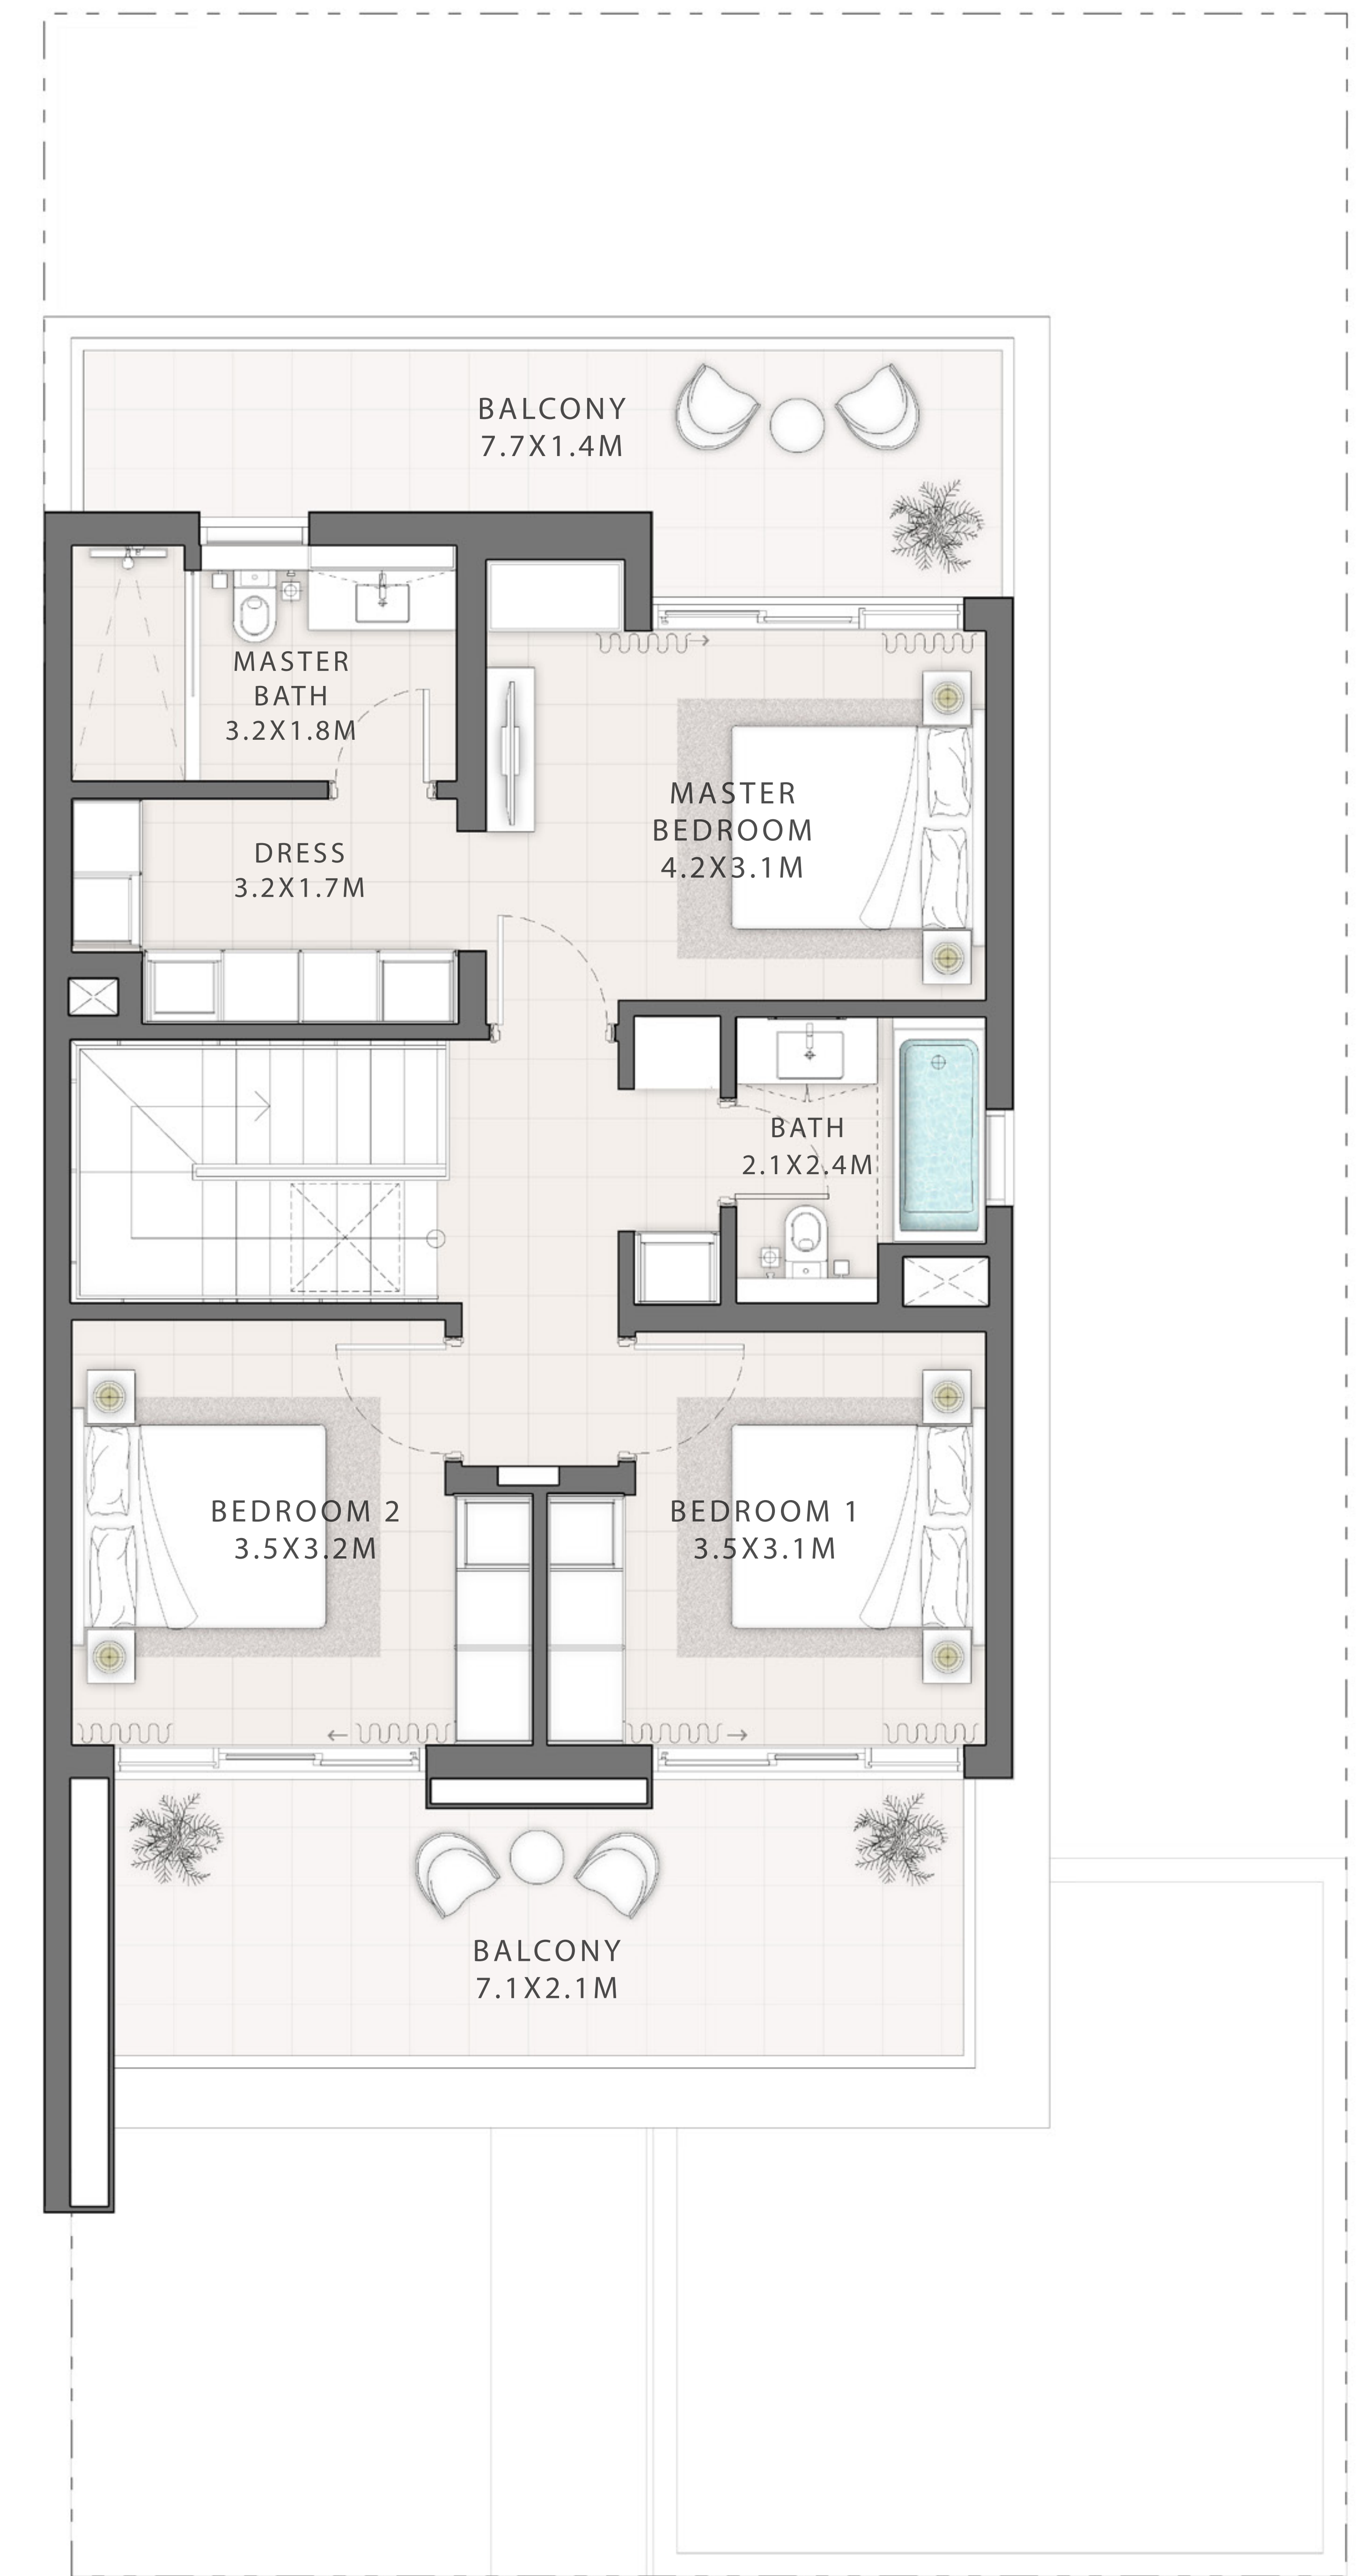 BALCONY
7.7X1.4M
MASTER
BATH
3.2X1.8M
MASTER
BEDROOM
4.2X3.1M
DRESS
3.2X1.7M
BATH
2.1X2.4M
BEDROOM 2
3.5X3.2M
BEDROOM 1
3.5X3.1M
BALCONY
7.1X2.1M